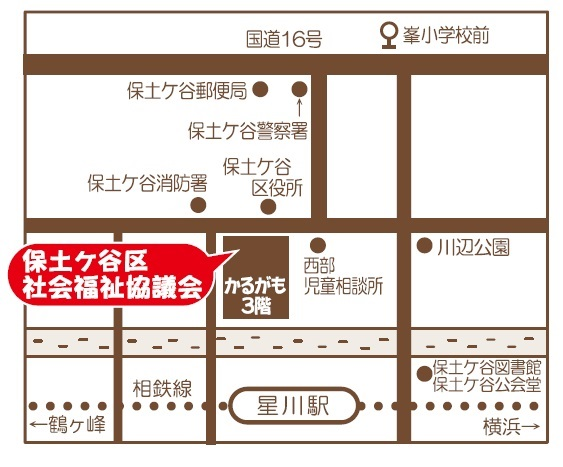 国道16号
峯小学校前
保土ケ谷郵便局
保土ケ谷警察署
保土ケ谷
区役所
保土ケ谷消防署
保土ケ谷区
社会福祉協議会
かるがも
3階
西部
児童相談所
川辺公園
保土ケ谷図書館
保土ケ谷公会堂
相鉄線
星川駅
←鶴ヶ峰
横浜→